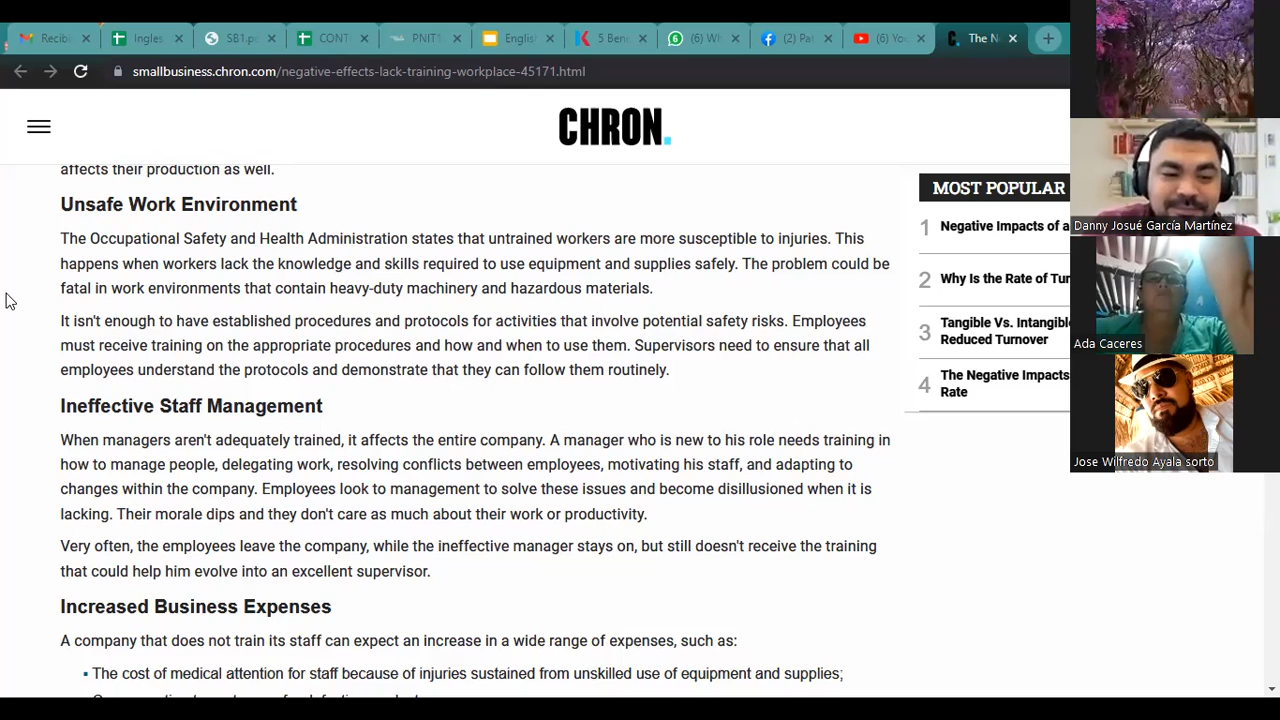 Recib
Ingles
SB1.p
CONT
PNIT
English
5 Ben
(6) W
(2) Pa
(6) Yo
The N
smallbusiness.chron.com/negative-effects-lack-training-workplace-45171.html
CHRON.
affects their production as well.
Unsafe Work Environment
The Occupational Safety and Health Administration states that untrained workers are more susceptible to injuries. This
happens when workers lack the knowledge and skills required to use equipment and supplies safely. The problem could be
fatal in work environments that contain heavy-duty machinery and hazardous materials.
It isn't enough to have established procedures and protocols for activities that involve potential safety risks. Employees
must receive training on the appropriate procedures and how and when to use them. Supervisors need to ensure that all
employees understand the protocols and demonstrate that they can follow them routinely.
Ineffective Staff Management
When managers aren't adequately trained, it affects the entire company. A manager who is new to his role needs training in
how to manage people, delegating work, resolving conflicts between employees, motivating his staff, and adapting to
changes within the company. Employees look to management to solve these issues and become disillusioned when it is
lacking. Their morale dips and they don't care as much about their work or productivity.
Very often, the employees leave the company, while the ineffective manager stays on, but still doesn't receive the training
that could help him evolve into an excellent supervisor.
Increased Business Expenses
A company that does not train its staff can expect an increase in a wide range of expenses, such as:
▪ The cost of medical attention for staff because of injuries sustained from unskilled use of equipment and supplies;
MOST POPULAR
1 Negative Impacts of a
2 Why Is the Rate of Tur
3 Tangible Vs. Intangible
Reduced Turnover
4 The Negative Impacts
Rate
Danny Josué García Martínez
Ada Caceres
Jose Wilfredo Ayala sorto